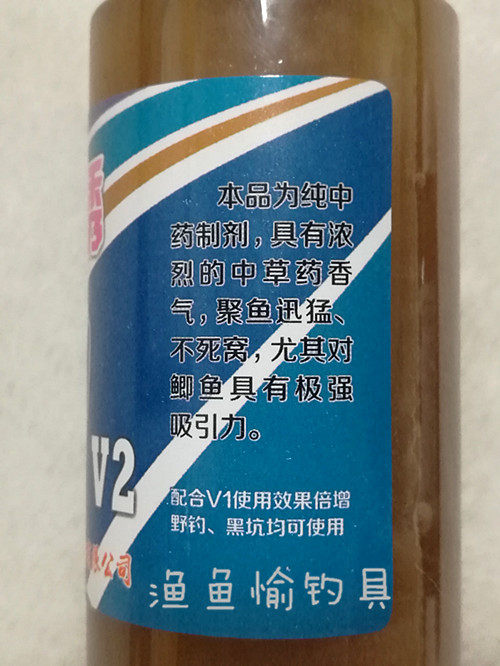 本品为纯中
药制剂，具有浓
烈的中草药香
气，聚鱼迅猛、
不死窝，尤其对
鲫鱼具有极强
吸引力。
V2
配合V1使用效果倍增
野钓、黑坑均可使用
公司
渔鱼愉钓具